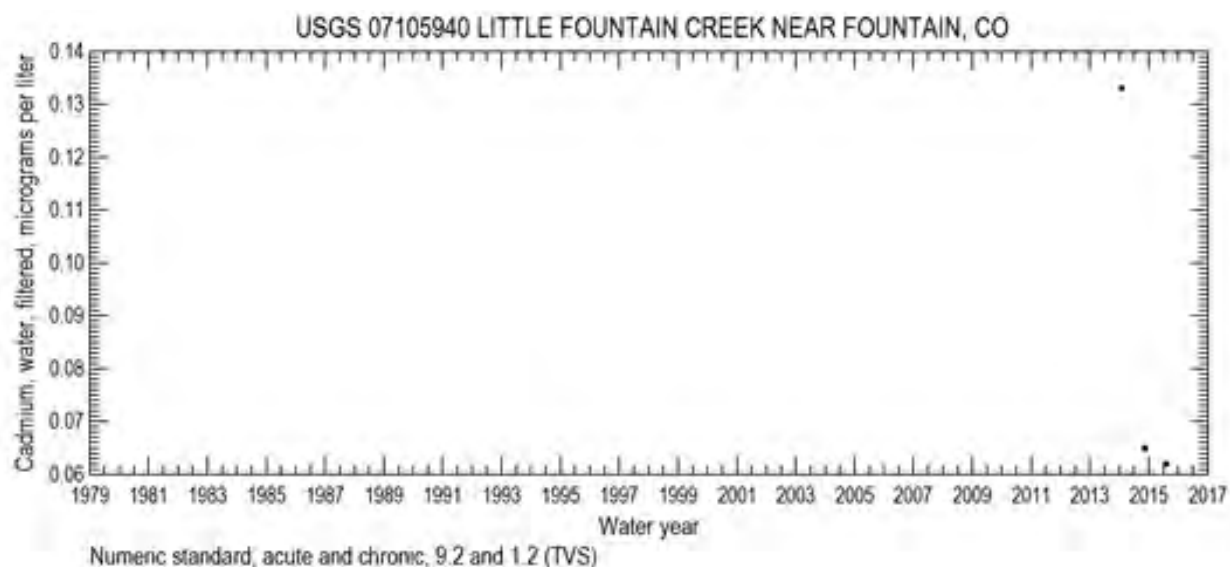 USGS 07105940 LITTLE FOUNTAIN CREEK NEAR FOUNTAIN, CO
Cadmium, water, filtered, micrograms per liter
0.14
0.13
0.12
0.11
0.10
0.09
0.08
0.07
0.06
1979 1981 1983 1985 1987 1989 1991 1993 1995 1997 1999 2001 2003 2005 2007 2009 2011 2013 2015 2017
Water year
Numeric standard, acute and chronic, 9.2 and 1.2 (TVS)